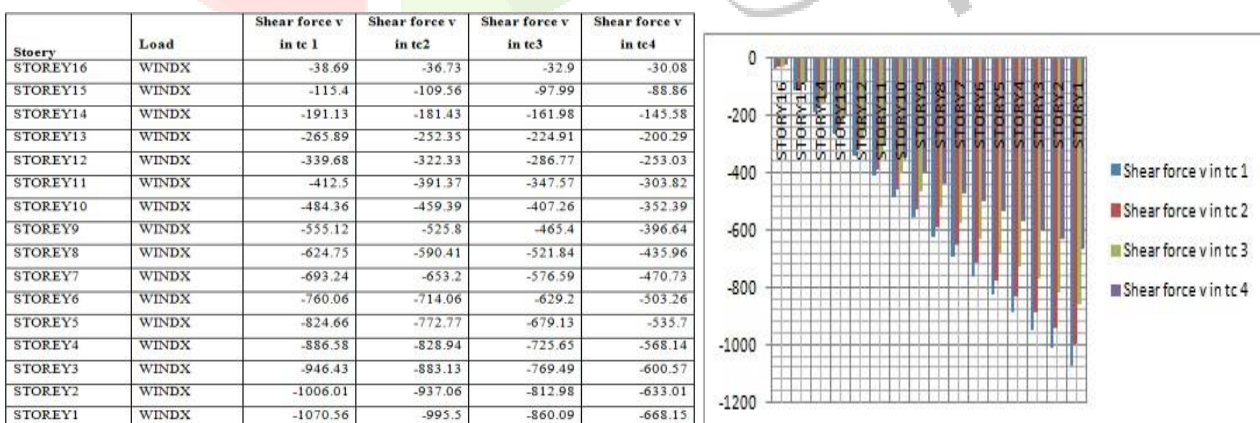 Stoery Load Shear force v in tc 1 Shear force v in tc2 Shear force v in tc3 Shear force v in tc4
STOREY16 WINDX -38.69 -36.73 -32.9 -30.08
STOREY15 WINDX -115.4 -109.56 -97.99 -88.86
STOREY14 WINDX -191.13 -181.43 -161.98 -145.58
STOREY13 WINDX -265.89 -252.35 -224.91 -200.29
STOREY12 WINDX -339.68 -322.33 -286.77 -253.03
STOREY11 WINDX -412.5 -391.37 -347.57 -303.82
STOREY10 WINDX -484.36 -459.39 -407.26 -352.39
STOREY9 WINDX -555.12 -525.8 -465.4 -396.64
STOREY8 WINDX -624.75 -590.41 -521.84 -435.96
STOREY7 WINDX -693.24 -653.2 -576.59 -470.73
STOREY6 WINDX -760.06 -714.06 -629.2 -503.26
STOREY5 WINDX -824.66 -772.77 -679.13 -535.7
STOREY4 WINDX -886.58 -828.94 -725.65 -568.14
STOREY3 WINDX -946.43 -883.13 -769.49 -600.57
STOREY2 WINDX -1006.01 -937.06 -812.98 -633.01
STOREY1 WINDX -1070.56 -995.5 -860.09 -668.15
0
-200
-400
-600
-800
-1000
-1200
STORY16
STORY15
STORY14
STORY13
STORY12
STORY11
STORY10
STORY9
STORY8
STORY7
STORY6
STORY5
STORY4
STORY3
STORY2
STORY1
Shear force v in tc 1
Shear force v in tc 2
Shear force v in tc 3
Shear force v in tc 4